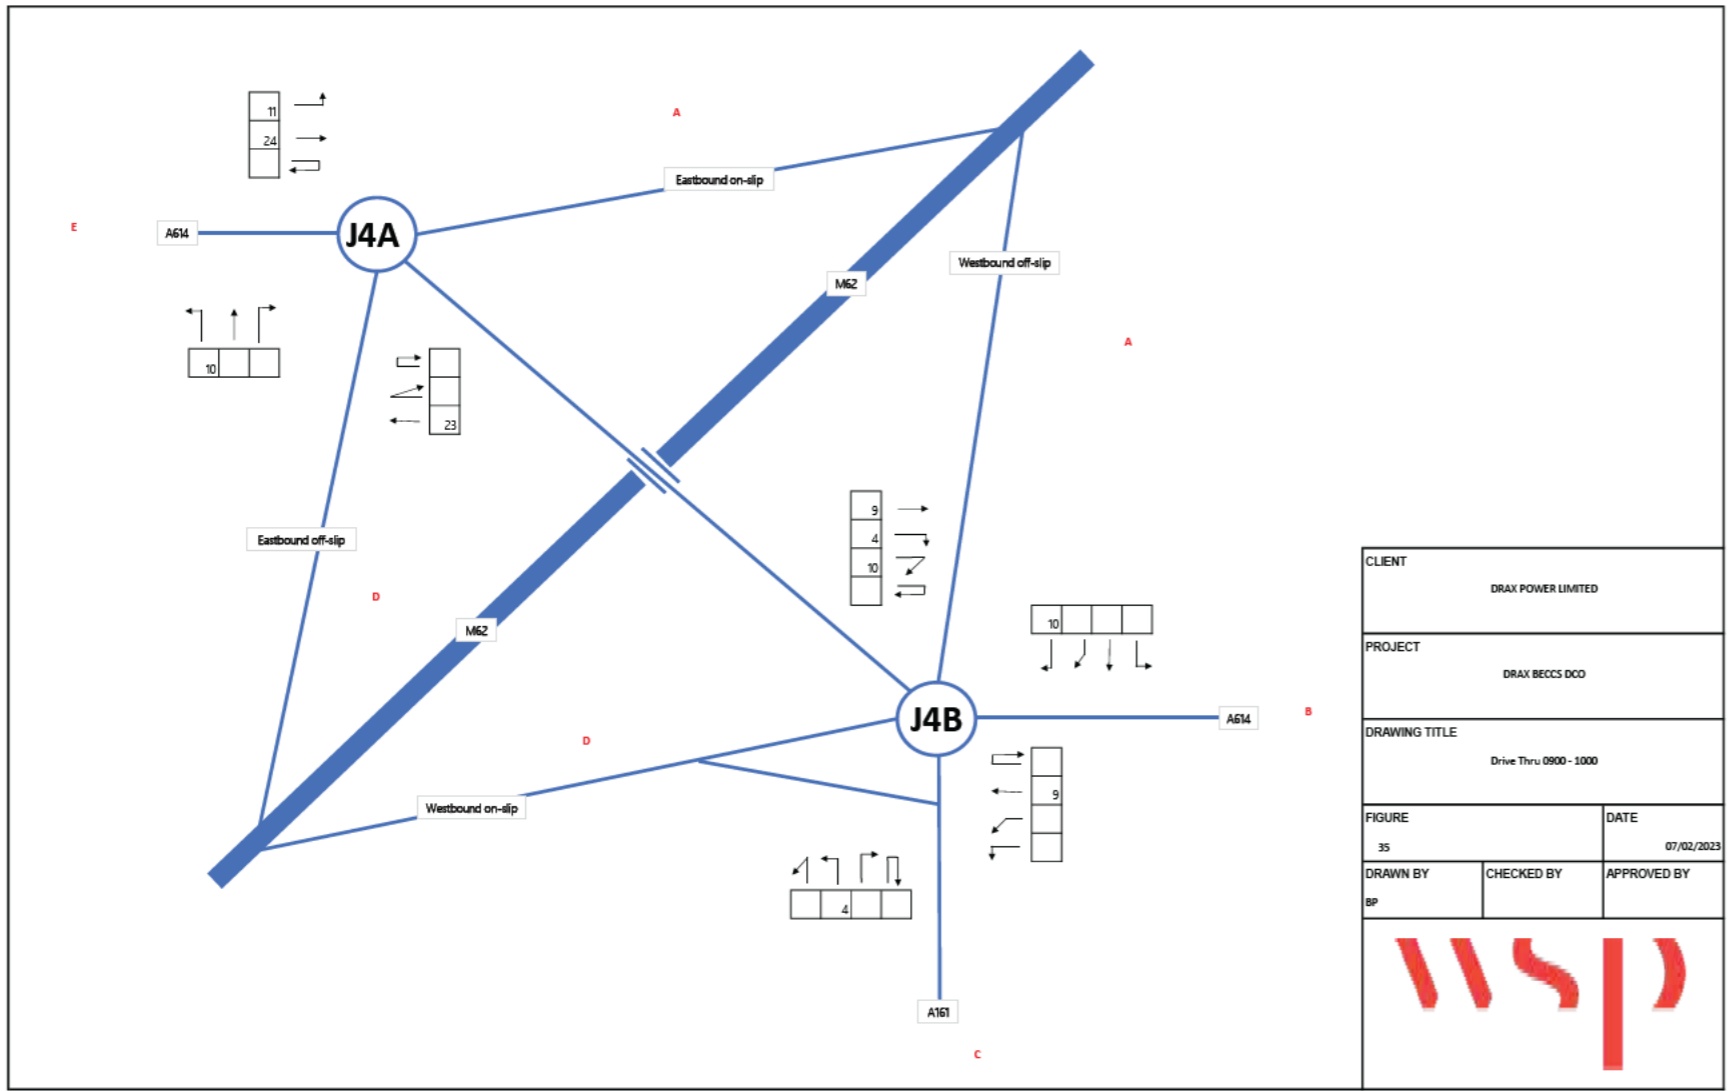 11
A
24
Eastbound on-slip
E
A614
J4A
Westbound off-slip
M62
A
10
23
9
Eastbound off-slip
4
10
D
M62
10
J4B
A614
B
D
9
Westbound on-slip
4
A161
C
CLIENT
DRAX POWER LIMITED
PROJECT
DRAX BECCS DCO
DRAWING TITLE
Drive Thru 0900 - 1000
FIGURE
35
DATE
07/02/2023
DRAWN BY
BP
CHECKED BY
APPROVED BY
wsp